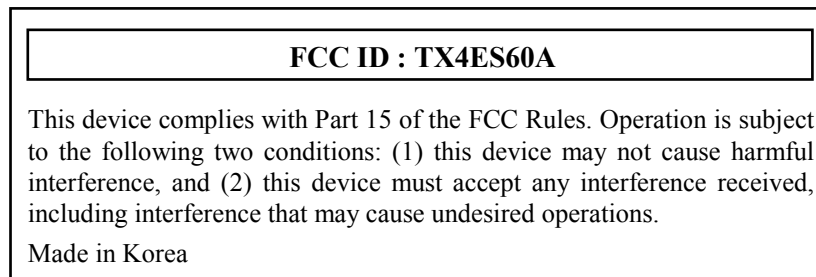 FCC ID : TX4ES60A
This device complies with Part 15 of the FCC Rules. Operation is subject
to the following two conditions: (1) this device may not cause harmful
interference, and (2) this device must accept any interference received,
including interference that may cause undesired operations.
Made in Korea